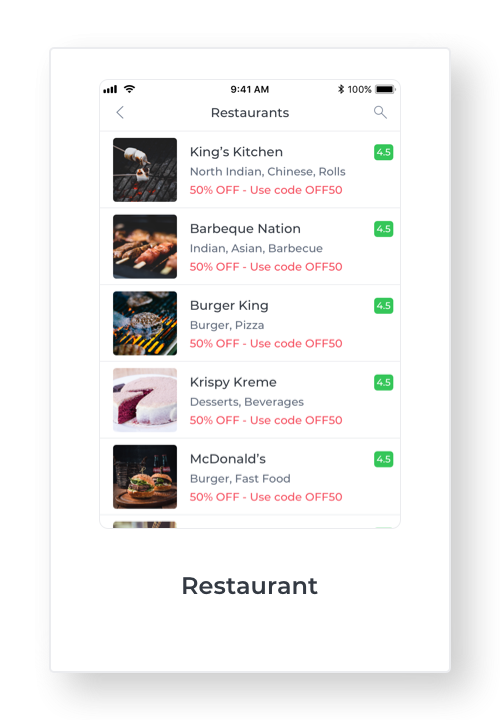 9:41 AM
100%
Restaurants
King’s Kitchen
4.5
North Indian, Chinese, Rolls
50% OFF - Use code OFF50
Barbeque Nation
4.5
Indian, Asian, Barbecue
50% OFF - Use code OFF50
Burger King
4.5
Burger, Pizza
50% OFF - Use code OFF50
Krispy Kreme
4.5
Desserts, Beverages
50% OFF - Use code OFF50
McDonald’s
4.5
Burger, Fast Food
50% OFF - Use code OFF50
Restaurant